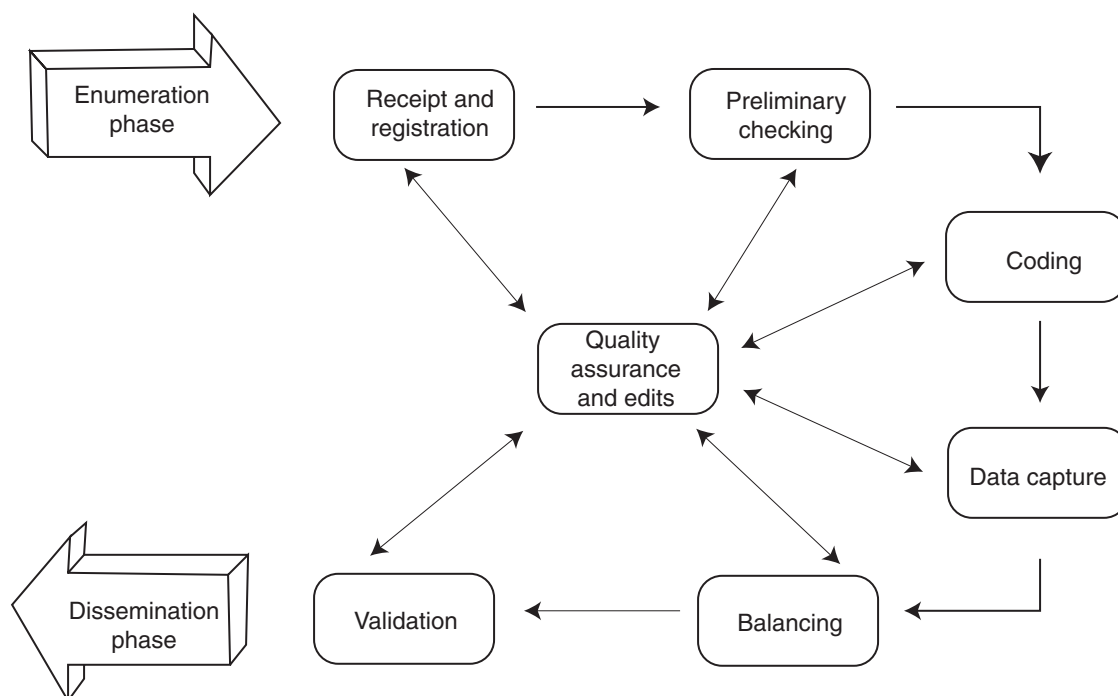 Enumeration
phase
Receipt and
registration
Preliminary
checking
Coding
Quality
assurance
and edits
Data capture
Dissemination
phase
Validation
Balancing